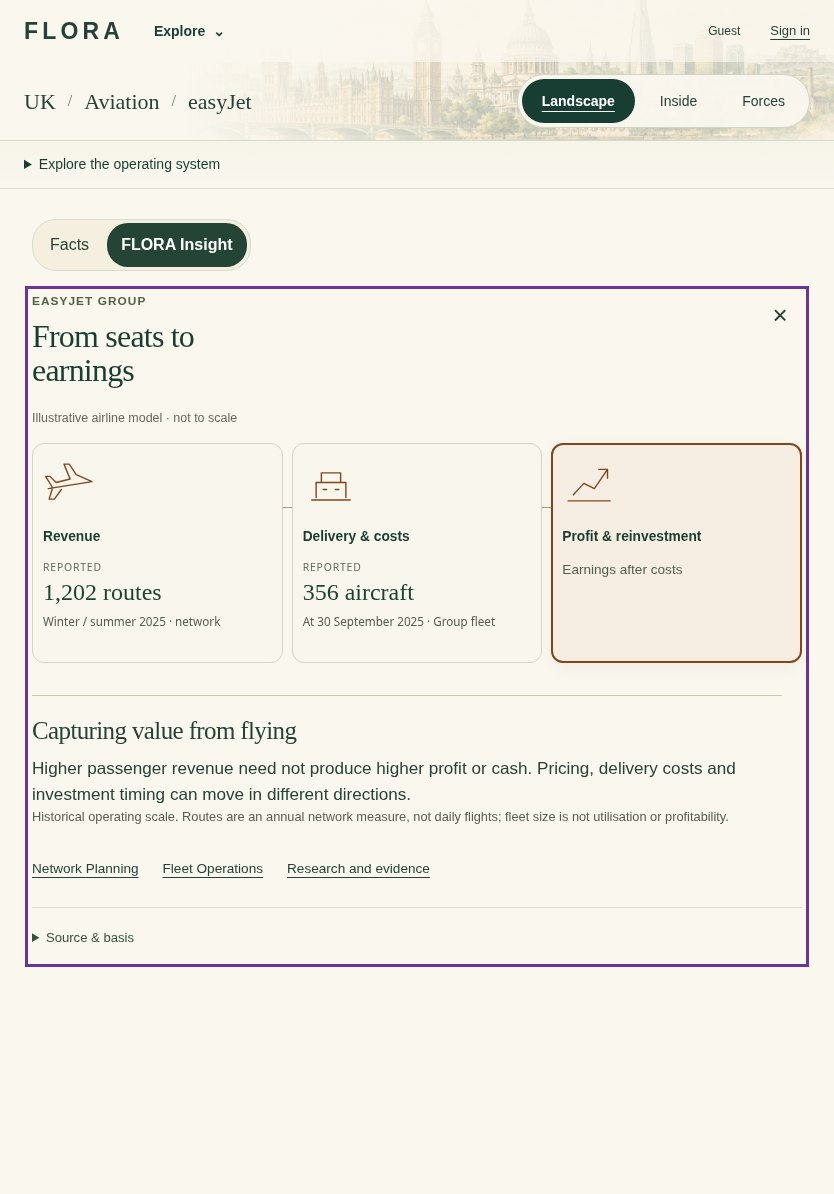 FLORA
Explore
Guest
Sign in
UK / Aviation / easyJet
Landscape
Inside
Forces
Explore the operating system
Facts
FLORA Insight
EASYJET GROUP
From seats to
earnings
Illustrative airline model · not to scale
Revenue
REPORTED
1,202 routes
Winter / summer 2025 · network
Delivery & costs
REPORTED
356 aircraft
At 30 September 2025 · Group fleet
Profit & reinvestment
Earnings after costs
Capturing value from flying
Higher passenger revenue need not produce higher profit or cash. Pricing, delivery costs and
investment timing can move in different directions.
Historical operating scale. Routes are an annual network measure, not daily flights; fleet size is not utilisation or profitability.
Network Planning
Fleet Operations
Research and evidence
Source & basis